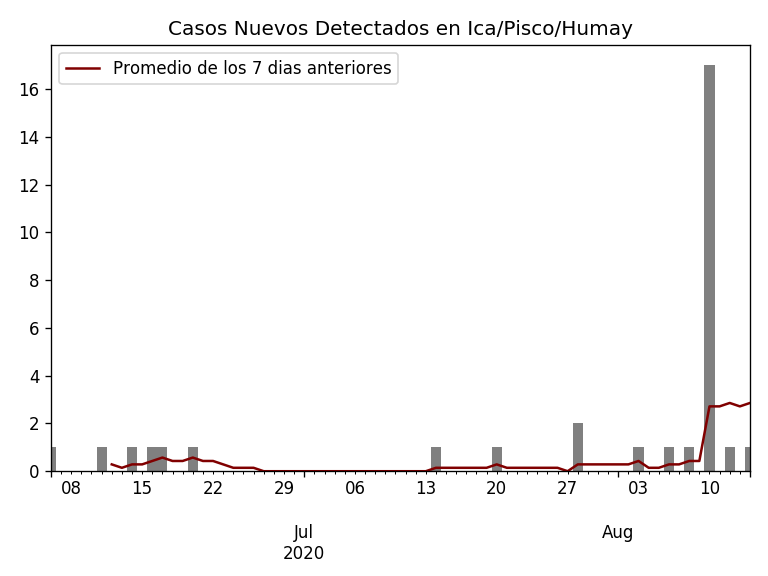 Casos Nuevos Detectados en Ica/Pisco/Humay
Promedio de los 7 dias anteriores
16
14
12
10
8
6
4
2
0
08 15 22 29 06 13 20 27 03 10
Jul Aug
2020